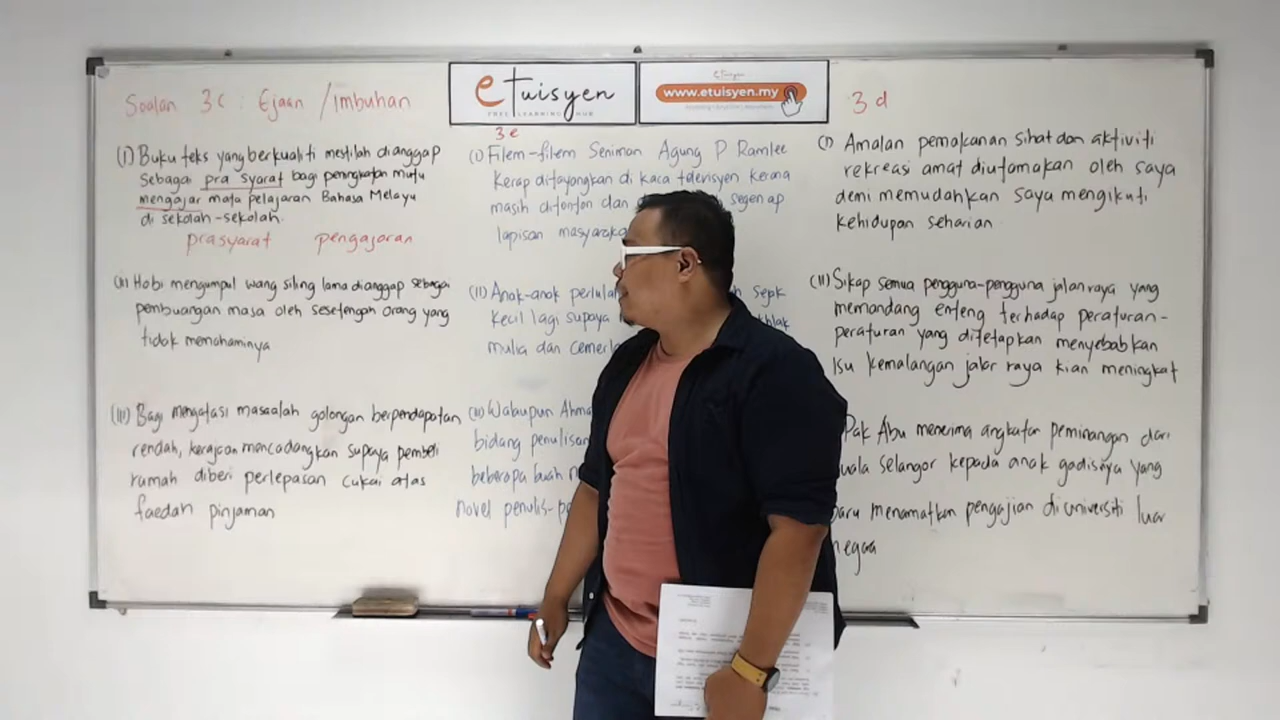 Soalan 3c : Ejaan / Imbuhan
(i) Buku teks yang berkualiti mestilah dianggap
sebagai pra syarat bagi peningkatan mutu
mengajar mata pelajaran Bahasa Melayu
di sekolah-sekolah.
prasyarat pengajaran
(ii) Hobi mengumpul wang siling lama dianggap sebagai
pembuangan masa oleh sesetengah orang yang
tidak memahaminya
(iii) Bagi mengatasi masaalah golongan berpendapatan
rendah, kerajaan mencadangkan supaya pembeli
rumah diberi perlepasan cukai atas
faedah pinjaman
etuisyen
FREE LEARNING HUB
etuisyen
www.etuisyen.my
3e
(i) Filem-filem Seniman Agung P Ramlee
kerap ditayangkan di kaca televisyen kerana
masih ditonton dan segenap
lapisan
(ii) Anak-anak sejak
kecil lagi supaya akhlak
mulia dan
(iii) Walaupun
bidang penulisan
beberapa buah
novel
3d
(i) Amalan pemakanan sihat dan aktiviti
rekreasi amat diutamakan oleh saya
demi memudahkan saya mengikuti
kehidupan seharian
(ii) Sikap semua pengguna-pengguna jalan raya yang
memandang enteng terhadap peraturan-
peraturan yang ditetapkan menyebabkan
isu kemalangan jalan raya kian meningkat
Pak Abu menerima angkatan peminangan dari
Selangor kepada anak gadisnya yang
baru menamatkan pengajian di universiti luar
negara